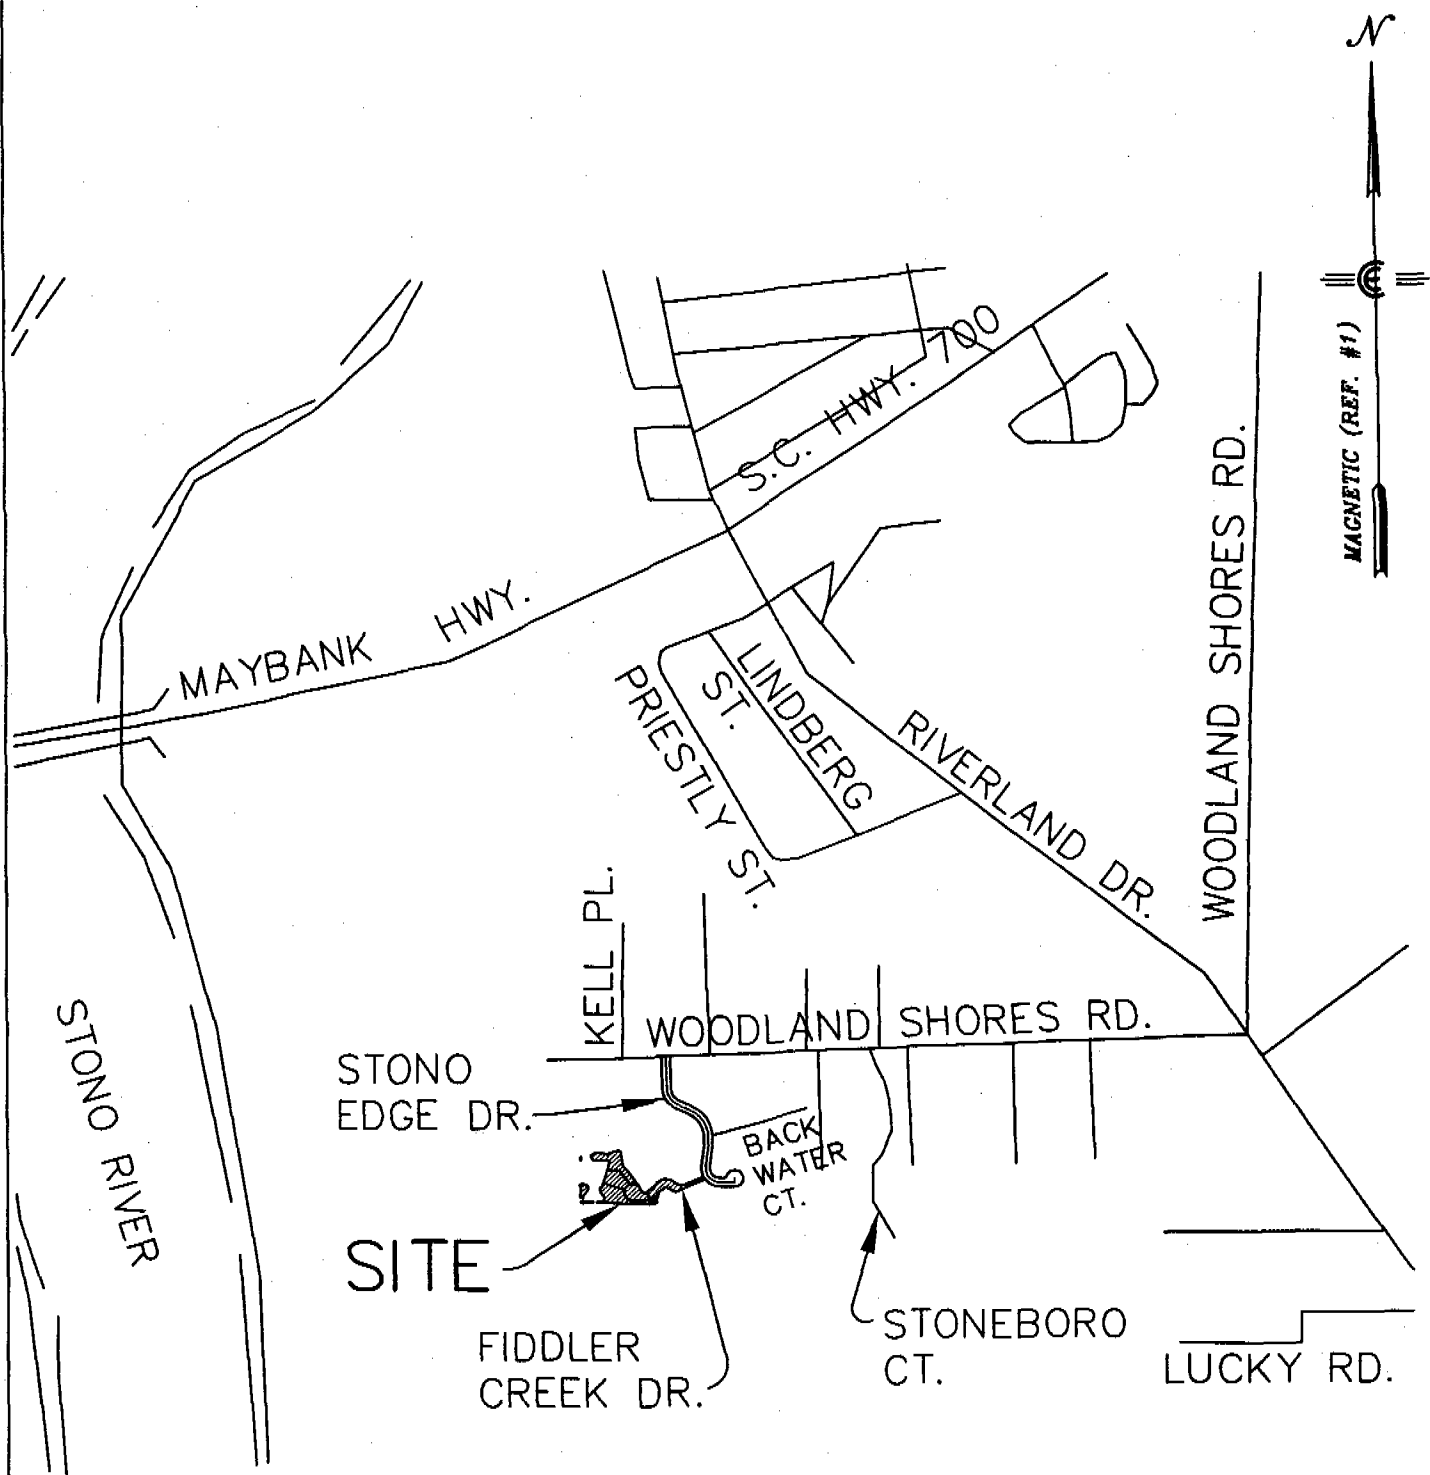 N
MAGNETIC (REF. #1)
S.C. HWY. 700
MAYBANK HWY.
WOODLAND SHORES RD.
LINDBERG
ST.
PRIESTLY ST.
RIVERLAND DR.
KELL PL.
WOODLAND SHORES RD.
STONO
EDGE DR.
BACK
WATER
CT.
STONO RIVER
SITE
FIDDLER
CREEK DR.
STONEBORO
CT.
LUCKY RD.